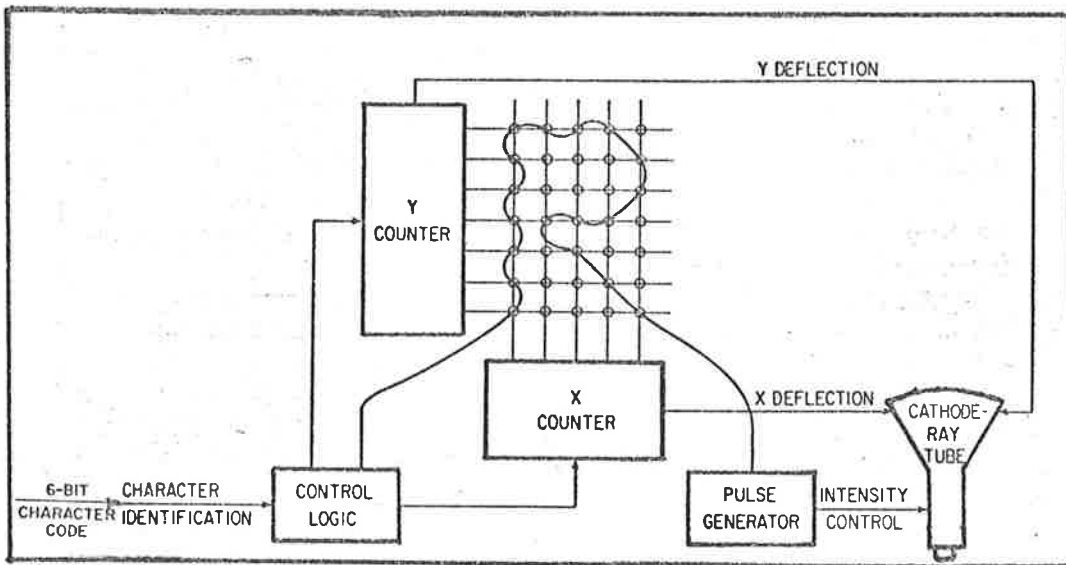 Y DEFLECTION
Y
COUNTER
X
COUNTER
X DEFLECTION
CATHODE-
RAY
TUBE
6-BIT
CHARACTER
CODE
CHARACTER
IDENTIFICATION
CONTROL
LOGIC
PULSE
GENERATOR
INTENSITY
CONTROL